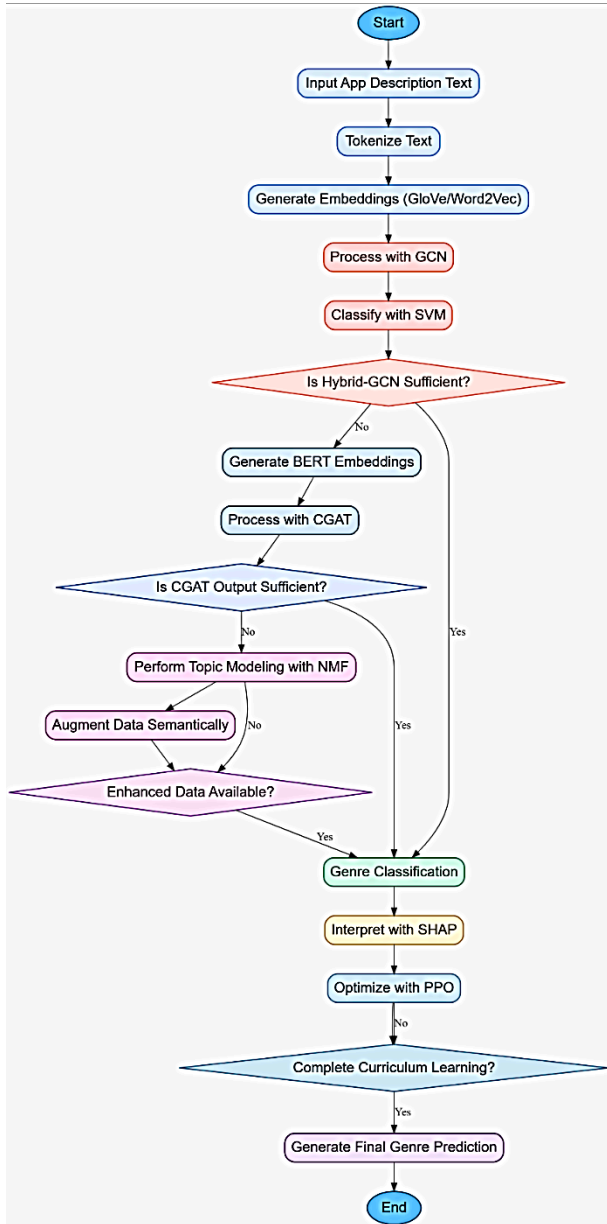 Start
Input App Description Text
Tokenize Text
Generate Embeddings (GloVe/Word2Vec)
Process with GCN
Classify with SVM
Is Hybrid-GCN Sufficient?
No
Generate BERT Embeddings
Process with CGAT
Is CGAT Output Sufficient?
No
Yes
Perform Topic Modeling with NMF
Augment Data Semantically
No
Yes
Enhanced Data Available?
Yes
Genre Classification
Interpret with SHAP
Optimize with PPO
No
Complete Curriculum Learning?
Yes
Generate Final Genre Prediction
End